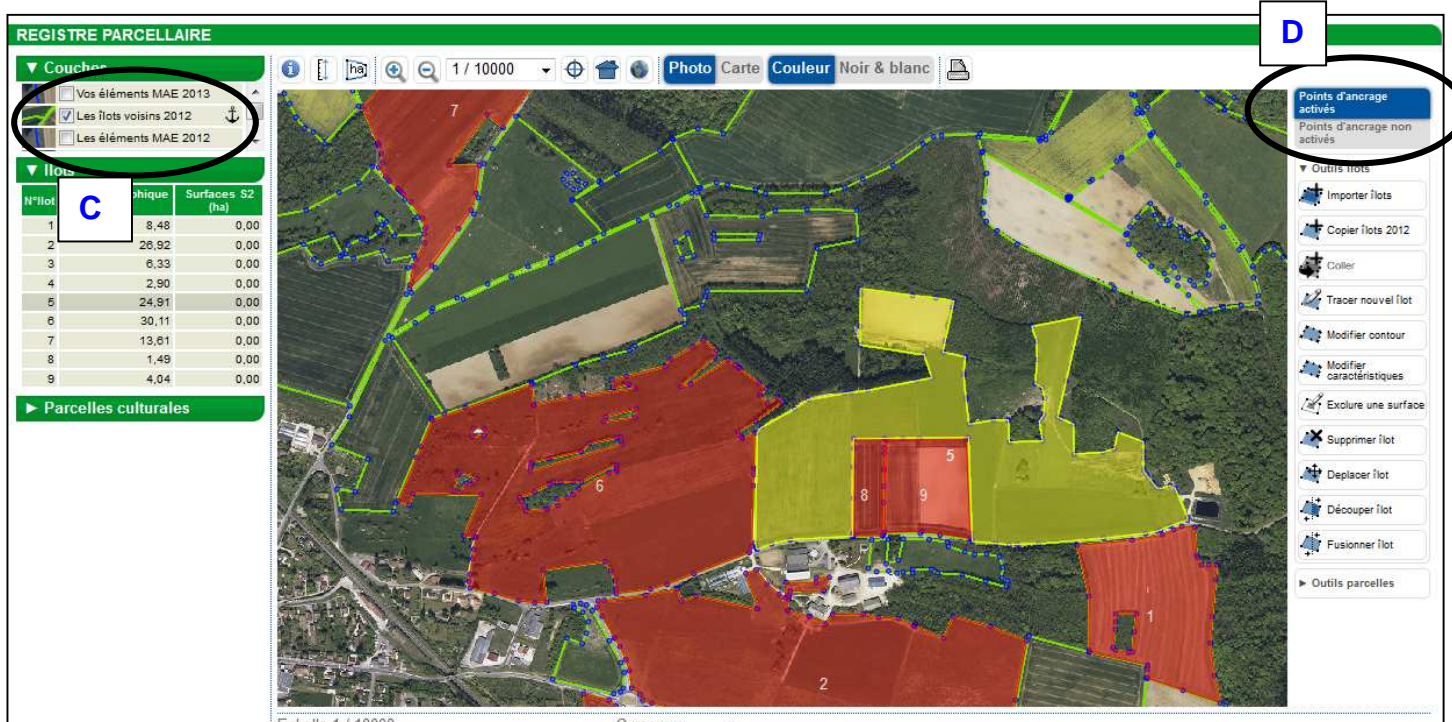 D
REGISTRE PARCELLAIRE
▼ Couches
Vos éléments MAE 2013
Les îlots voisins 2012
Les éléments MAE 2012
▼ Ilots
C
N°Ilot phique Surfaces S2 (ha)
1 8,48 0,00
2 26,92 0,00
3 6,33 0,00
4 2,90 0,00
5 24,91 0,00
6 30,11 0,00
7 13,61 0,00
8 1,49 0,00
9 4,04 0,00
► Parcelles culturales
ha 1 / 10000 Photo Carte Couleur Noir & blanc
7
5
6
8
9
1
2
Points d'ancrage
activés
Points d'ancrage non
activés
▼ Outils îlots
Importer îlots
Copier îlots 2012
Coller
Tracer nouvel îlot
Modifier contour
Modifier
caractéristiques
Exclure une surface
Supprimer îlot
Deplacer îlot
Découper îlot
Fusionner îlot
► Outils parcelles